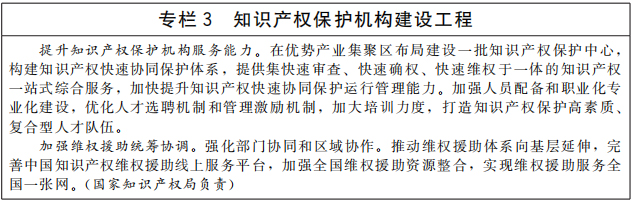 专栏3 知识产权保护机构建设工程
提升知识产权保护机构服务能力。在优势产业集聚区布局建设一批知识产权保护中心，
构建知识产权快速协同保护体系，提供集快速审查、快速确权、快速维权于一体的知识产权
一站式综合服务，加快提升知识产权快速协同保护运行管理能力。加强人员配备和职业化专
业化建设，优化人才选聘机制和管理激励机制，加大培训力度，打造知识产权保护高素质、
复合型人才队伍。
加强维权援助统筹协调。强化部门协同和区域协作。推动维权援助体系向基层延伸，完
善中国知识产权维权援助线上服务平台，加强全国维权援助资源整合，实现维权援助服务全
国一张网。（国家知识产权局负责）